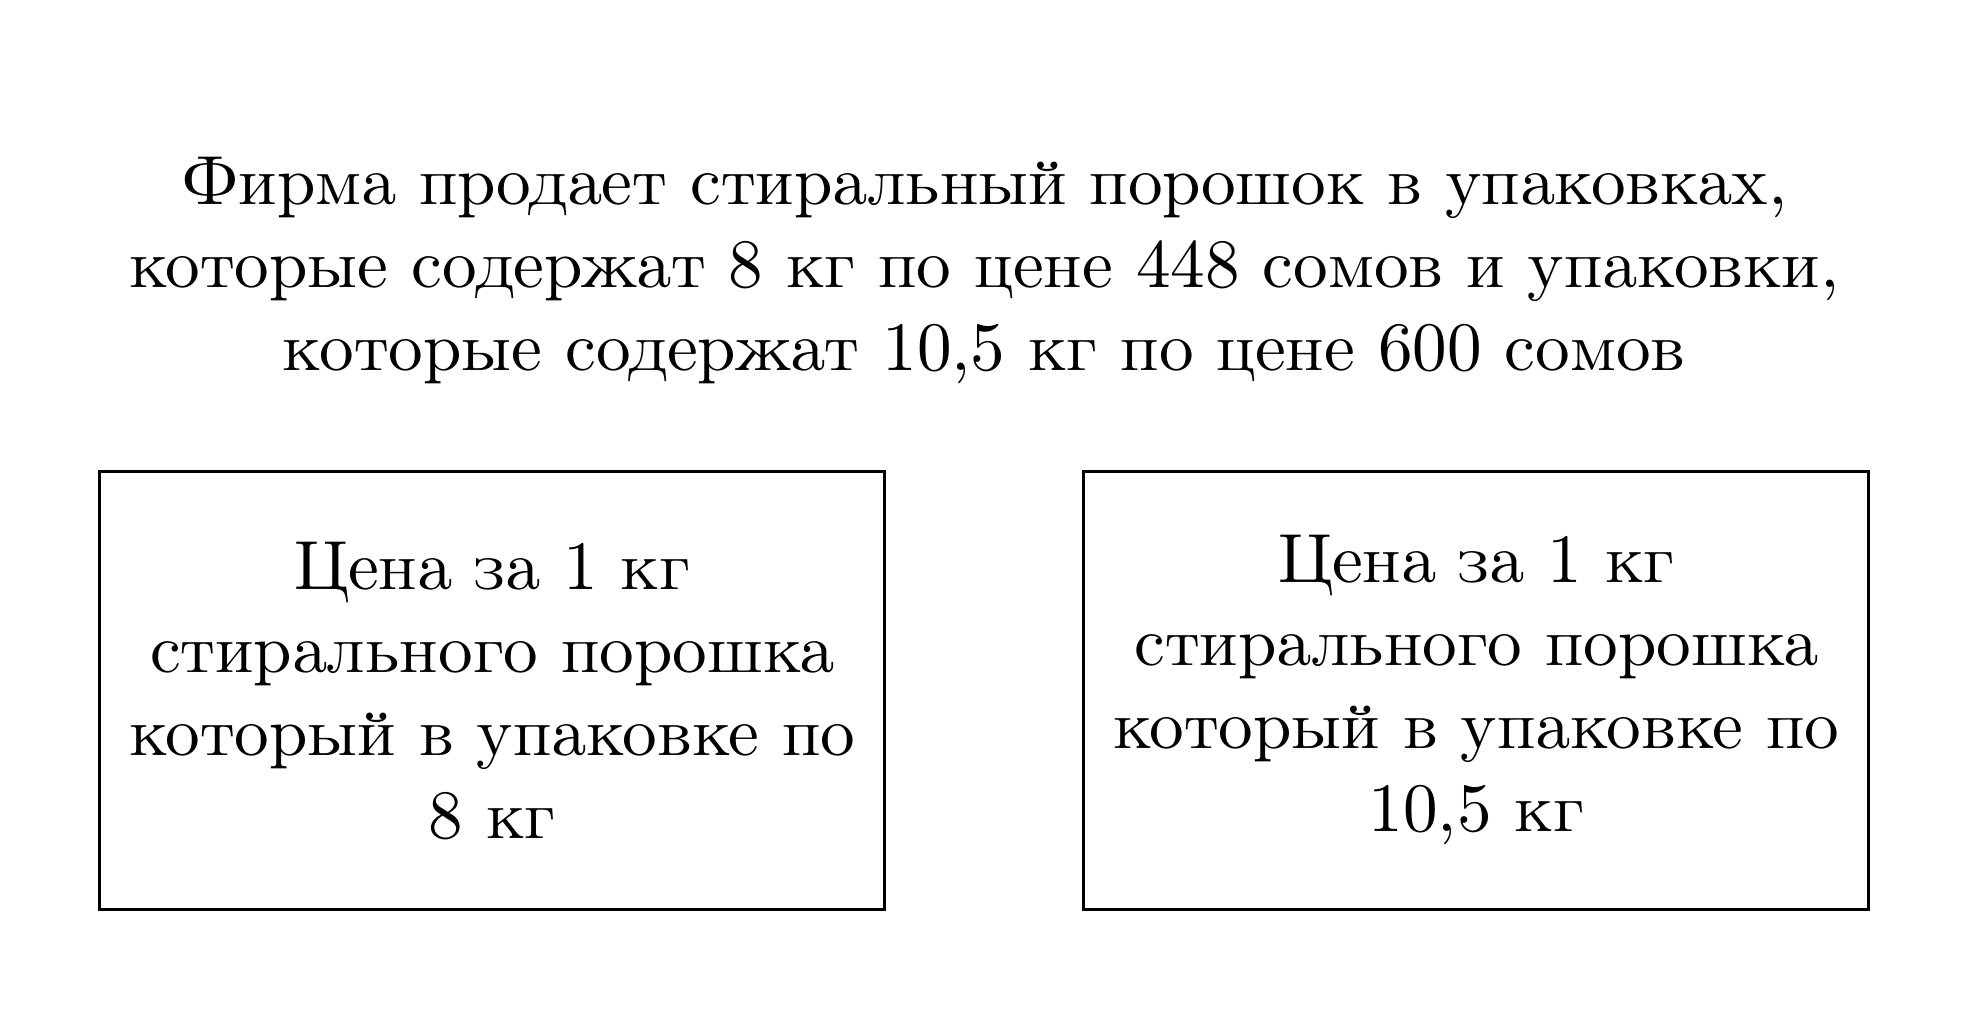 Фирма продает стиральный порошок в упаковках,
которые содержат 8 кг по цене 448 сомов и упаковки,
которые содержат 10,5 кг по цене 600 сомов
Цена за 1 кг
стирального порошка
который в упаковке по
8 кг
Цена за 1 кг
стирального порошка
который в упаковке по
10,5 кг